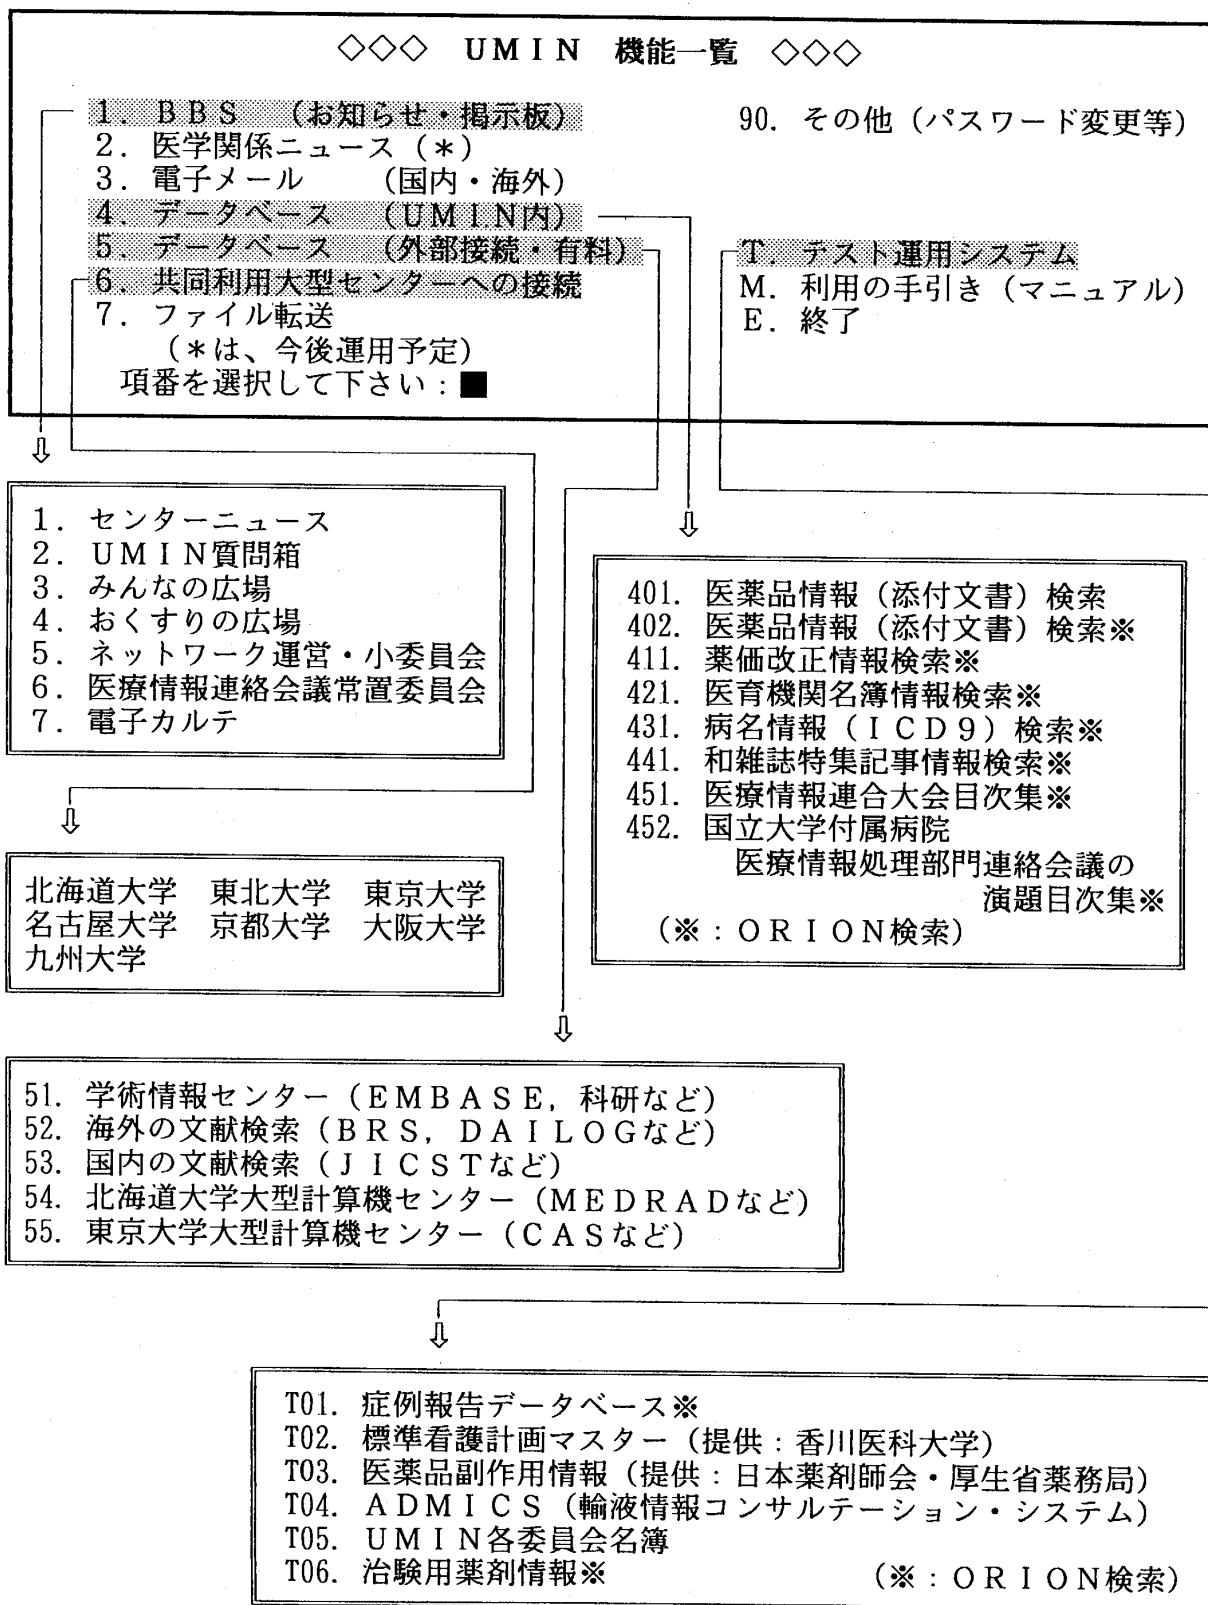 ◇◇◇ ＵＭＩＮ 機能一覧 ◇◇◇
1. ＢＢＳ （お知らせ・掲示板）
2. 医学関係ニュース（＊）
3. 電子メール （国内・海外）
4. データベース （ＵＭＩＮ内）
5. データベース （外部接続・有料）
6. 共同利用大型センターへの接続
7. ファイル転送
（＊は、今後運用予定）
項番を選択して下さい：■
90. その他（パスワード変更等）
T. テスト運用システム
M. 利用の手引き（マニュアル）
E. 終了
1. センターニュース
2. ＵＭＩＮ質問箱
3. みんなの広場
4. おくすりの広場
5. ネットワーク運営・小委員会
6. 医療情報連絡会議常置委員会
7. 電子カルテ
401. 医薬品情報（添付文書）検索
402. 医薬品情報（添付文書）検索※
411. 薬価改正情報検索※
421. 医育機関名簿情報検索※
431. 病名情報（ＩＣＤ９）検索※
441. 和雑誌特集記事情報検索※
451. 医療情報連合大会目次集※
452. 国立大学付属病院
医療情報処理部門連絡会議の
演題目次集※
（※：ＯＲＩＯＮ検索）
北海道大学 東北大学 東京大学
名古屋大学 京都大学 大阪大学
九州大学
51. 学術情報センター（ＥＭＢＡＳＥ，科研など）
52. 海外の文献検索（ＢＲＳ，ＤＡＩＬＯＧなど）
53. 国内の文献検索（ＪＩＣＳＴなど）
54. 北海道大学大型計算機センター（ＭＥＤＲＡＤなど）
55. 東京大学大型計算機センター（ＣＡＳなど）
T01. 症例報告データベース※
T02. 標準看護計画マスター（提供：香川医科大学）
T03. 医薬品副作用情報（提供：日本薬剤師会・厚生省薬務局）
T04. ＡＤＭＩＣＳ（輸液情報コンサルテーション・システム）
T05. ＵＭＩＮ各委員会名簿
T06. 治験用薬剤情報※ （※：ＯＲＩＯＮ検索）